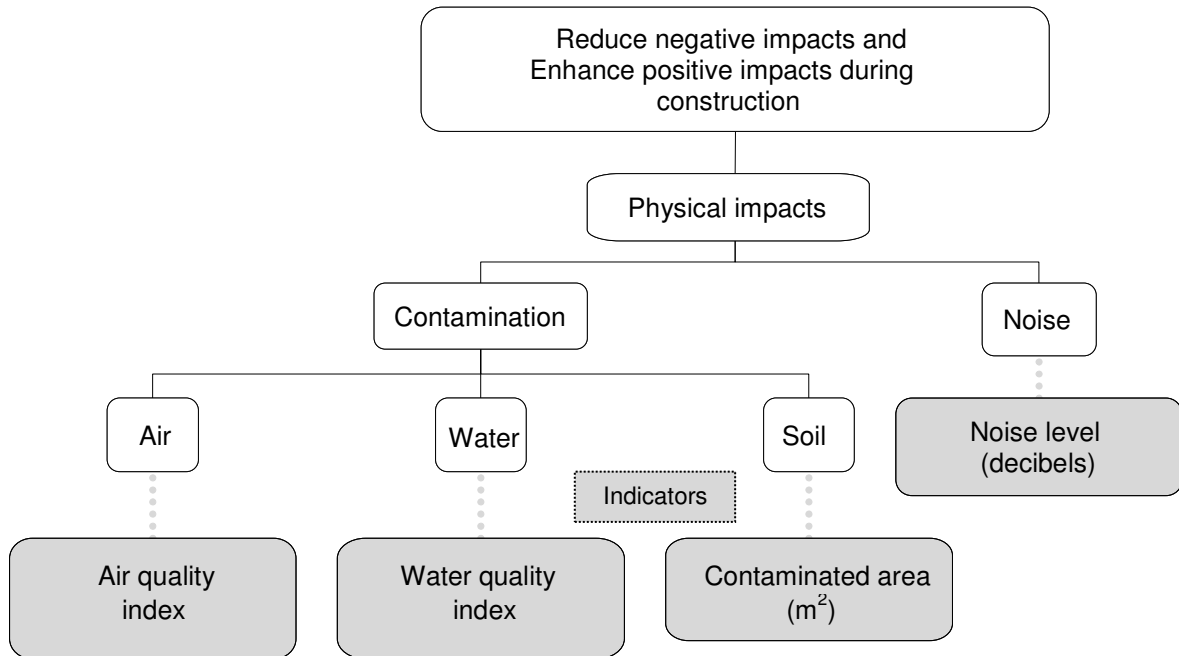 Reduce negative impacts and
Enhance positive impacts during
construction
Physical impacts
Contamination
Noise
Air
Water
Soil
Noise level
(decibels)
Indicators
Air quality
index
Water quality
index
Contaminated area
(m²)